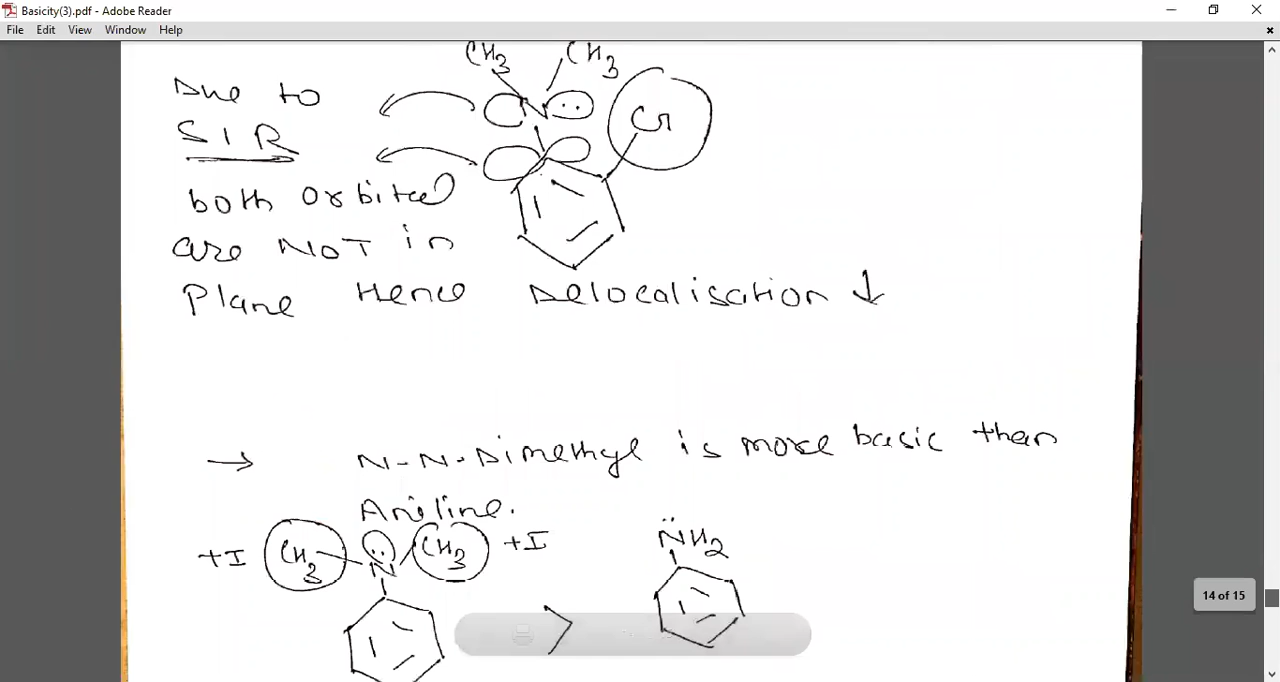 Basicity(3).pdf - Adobe Reader
File Edit View Window Help
CH3 CH3
Due to
N
SIR
both orbital
are NOT in
Plane Hence Delocalisation ↓
→ N-N-Dimethyl is more basic than
Aniline.
+I CH3 N CH3 +I
NH2
>
14 of 15